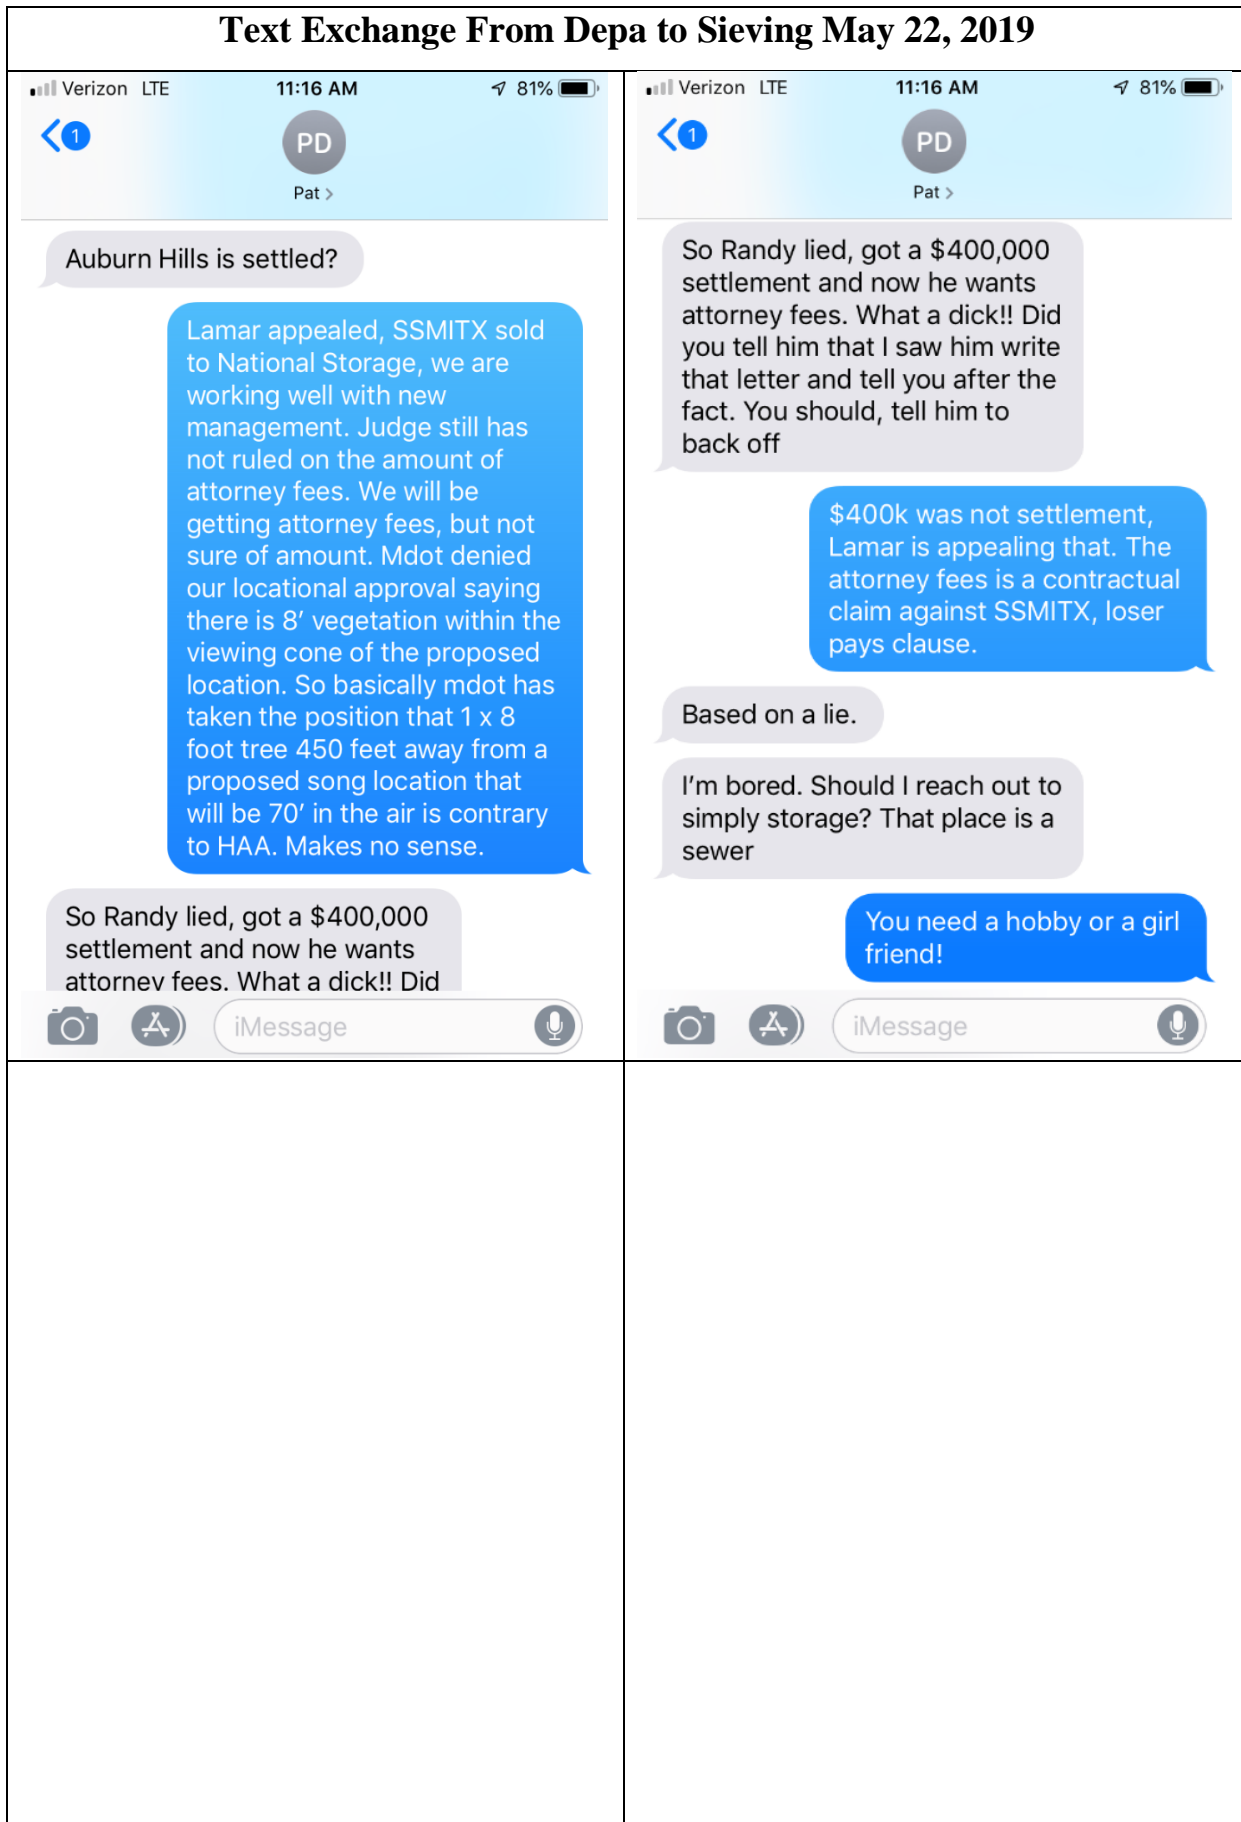 Text Exchange From Depa to Sieving May 22, 2019
Verizon LTE 11:16 AM 81%
1
PD
Pat >
Auburn Hills is settled?
Lamar appealed, SSMITX sold
to National Storage, we are
working well with new
management. Judge still has
not ruled on the amount of
attorney fees. We will be
getting attorney fees, but not
sure of amount. Mdot denied
our locational approval saying
there is 8’ vegetation within the
viewing cone of the proposed
location. So basically mdot has
taken the position that 1 x 8
foot tree 450 feet away from a
proposed song location that
will be 70’ in the air is contrary
to HAA. Makes no sense.
So Randy lied, got a $400,000
settlement and now he wants
attorney fees. What a dick!! Did
iMessage
Verizon LTE 11:16 AM 81%
1
PD
Pat >
So Randy lied, got a $400,000
settlement and now he wants
attorney fees. What a dick!! Did
you tell him that I saw him write
that letter and tell you after the
fact. You should, tell him to
back off
$400k was not settlement,
Lamar is appealing that. The
attorney fees is a contractual
claim against SSMITX, loser
pays clause.
Based on a lie.
I’m bored. Should I reach out to
simply storage? That place is a
sewer
You need a hobby or a girl
friend!
iMessage